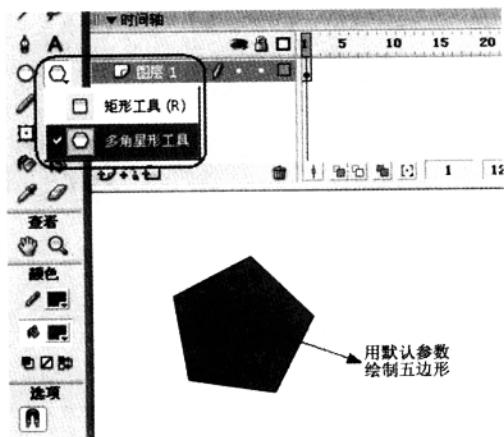 ▼时间轴
A
1 5 10 15 20
图层 1
矩形工具 (R)
多角星形工具
1 12
查看
颜色
选项
用默认参数
绘制五边形